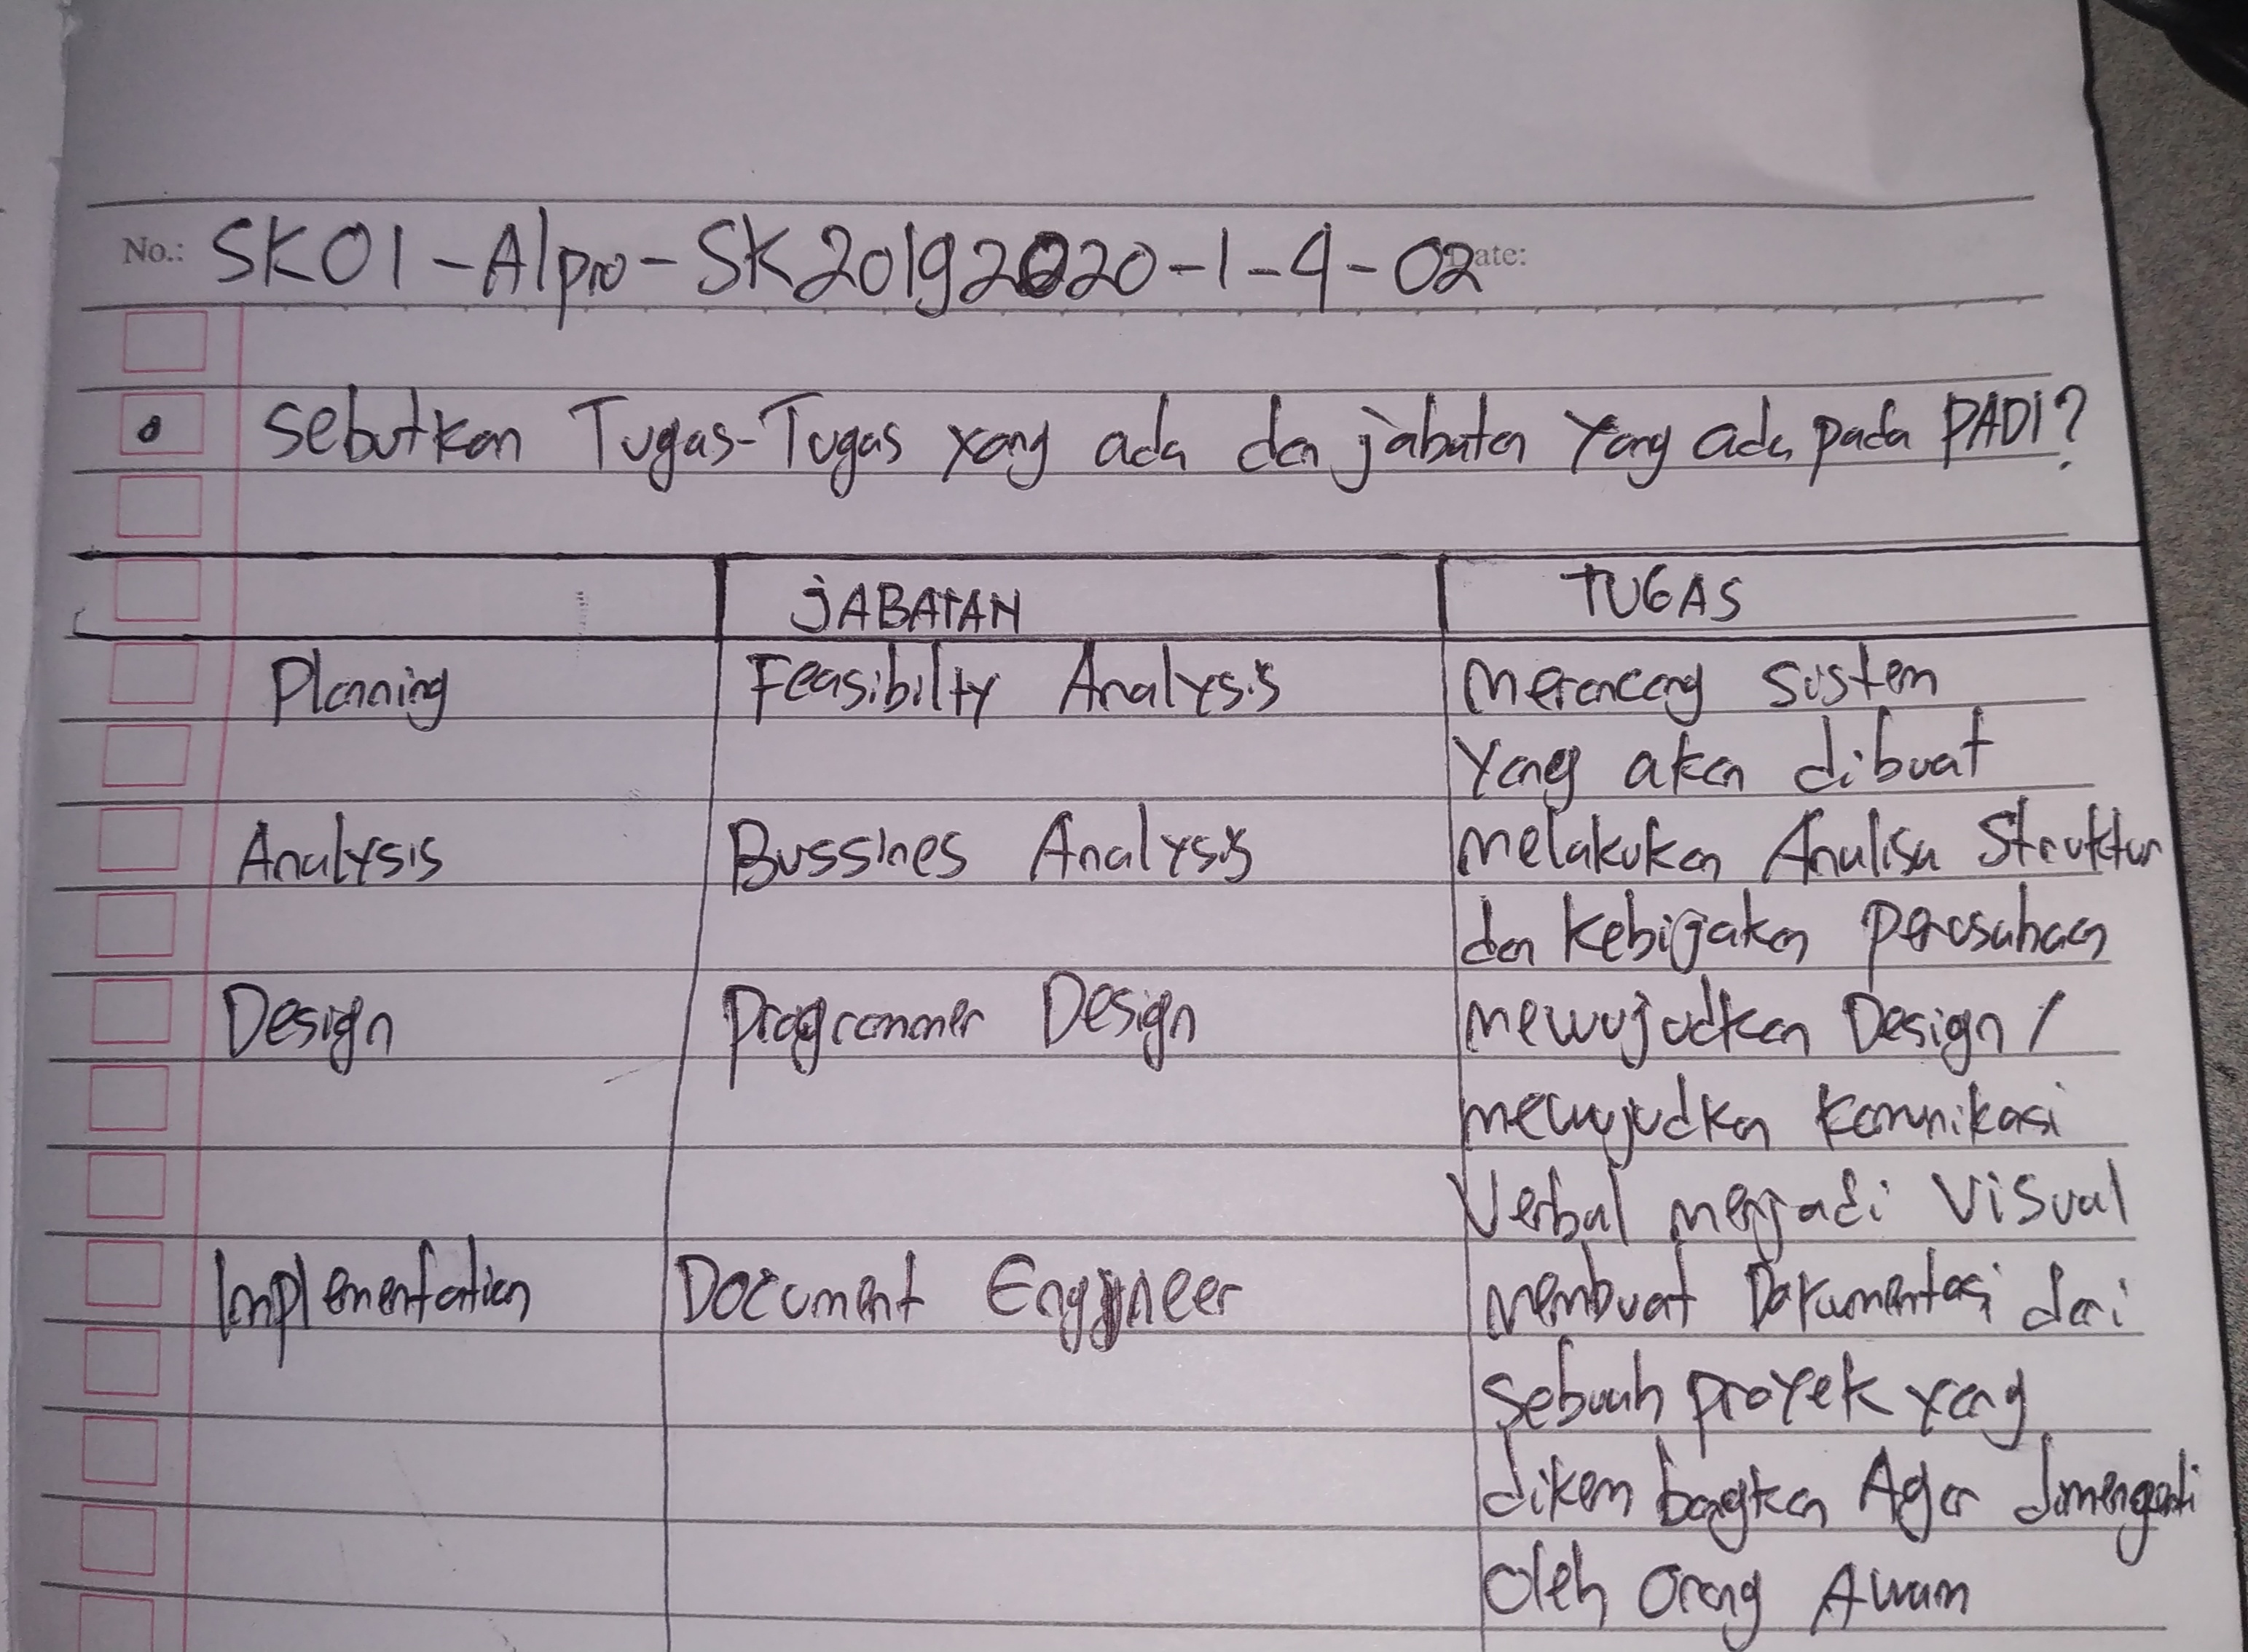 No.: SK01-Alpro-SK20192020-1-4-02 Date:
Sebutkan Tugas-Tugas yang ada dan jabatan Yang ada pada PADI?
JABATAN TUGAS
Planning Feasibilty Analysis merancang sistem
Yang akan dibuat
Analysis Bussines Analysis melakukan Analisa Struktur
dan kebijakan perusahaan
Design programmer Design mewujudkan Design /
mewujudkan komunikasi
Verbal menjadi Visual
Implementation Document Engineer membuat Dokumentasi dari
sebuah proyek yang
dikembangkan Agar dimengerti
oleh orang Awam